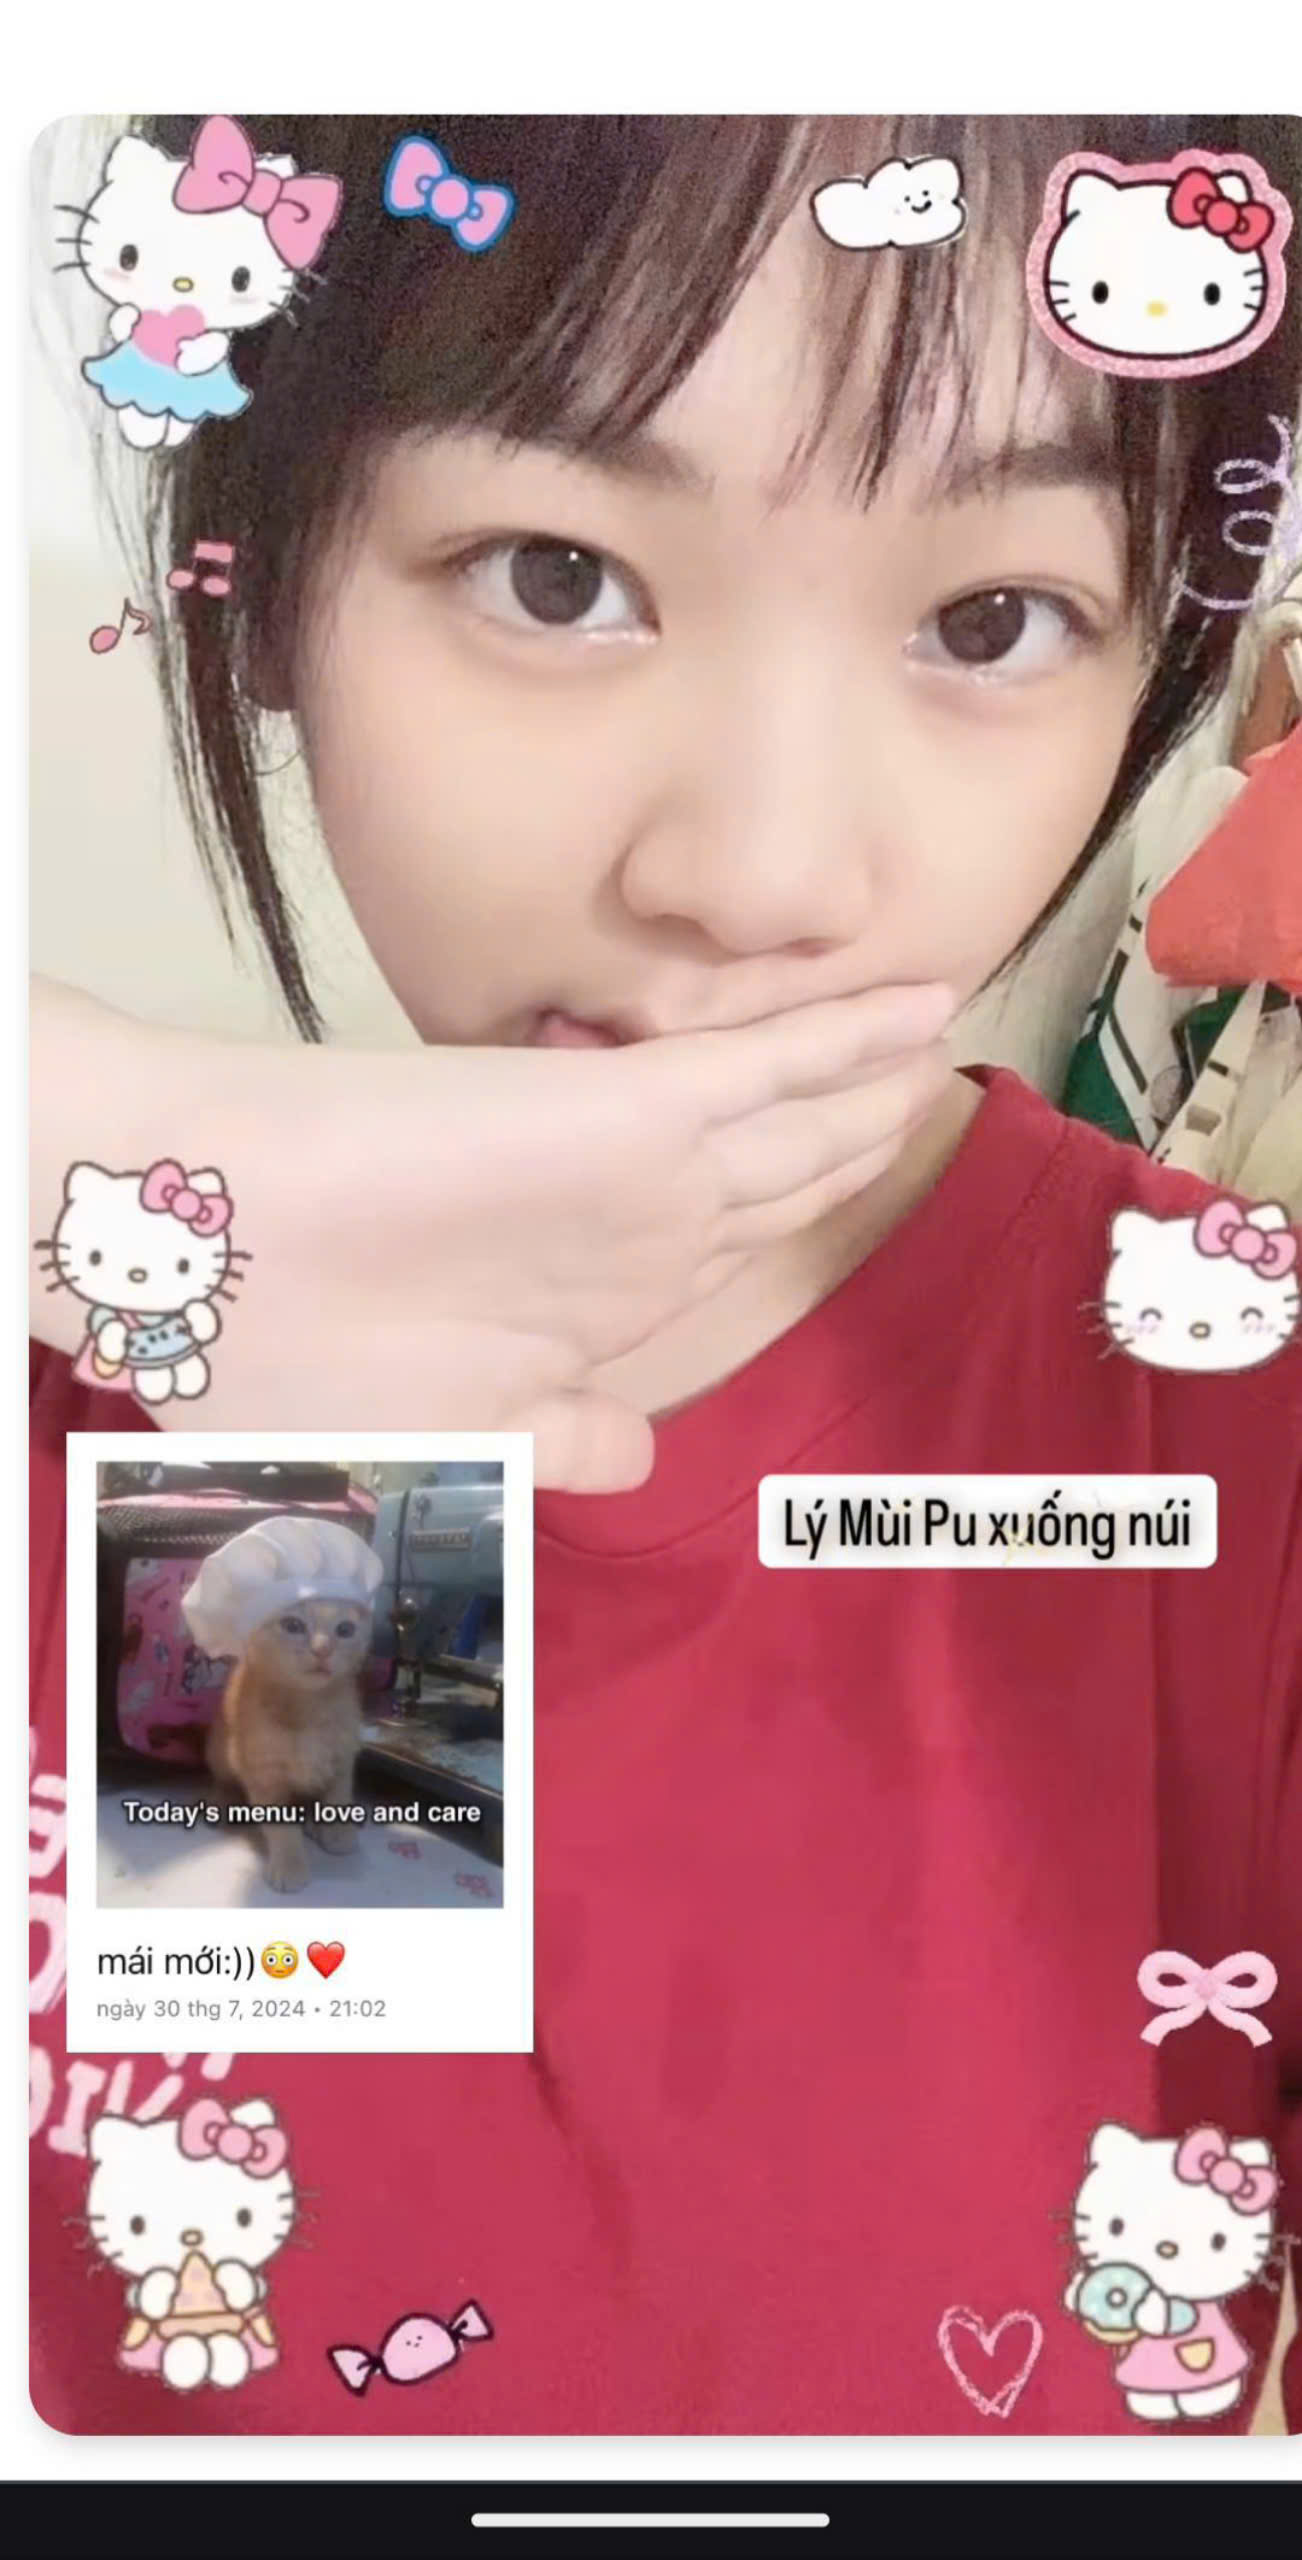 Lý Mùi Pu xuống núi
Today's menu: love and care
mái mới:))😳❤️
ngày 30 thg 7, 2024 • 21:02